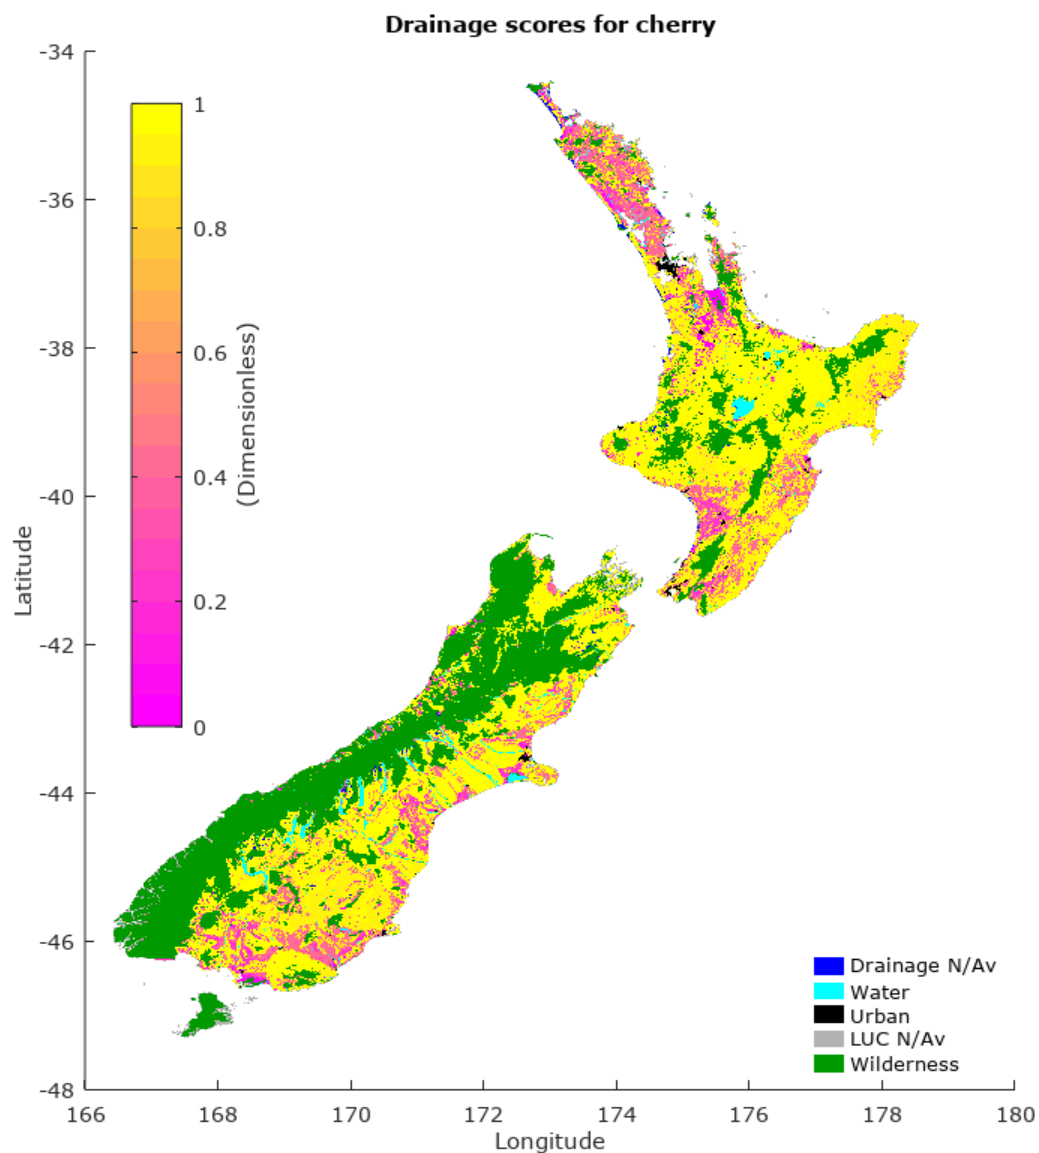 Drainage scores for cherry
-34
-36
-38
-40
-42
-44
-46
-48
Latitude
1
0.8
0.6
0.4
0.2
0
(Dimensionless)
Drainage N/Av
Water
Urban
LUC N/Av
Wilderness
166 168 170 172 174 176 178 180
Longitude